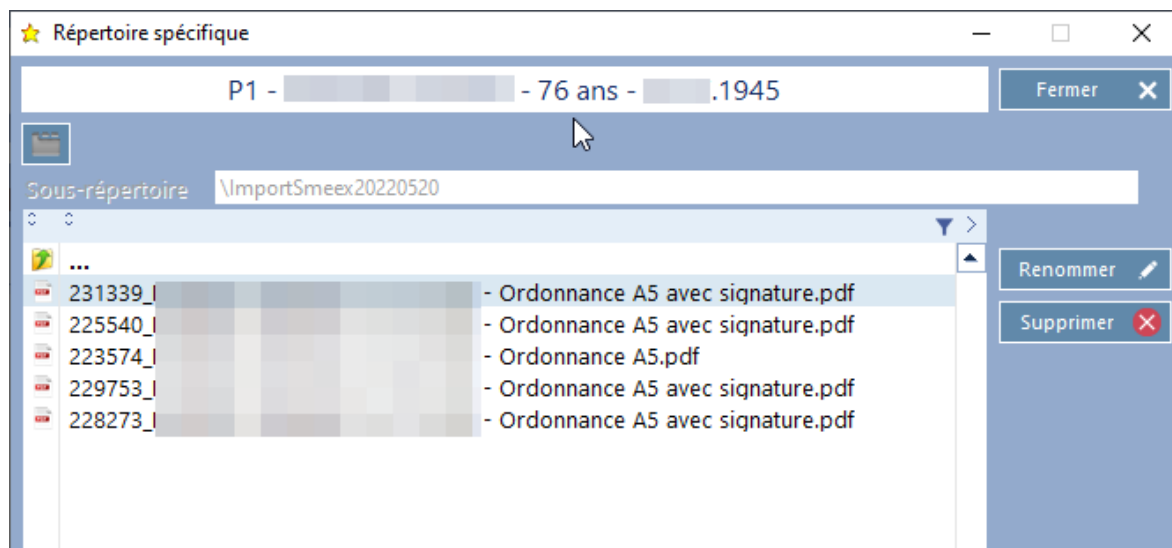 Répertoire spécifique
P1 - - 76 ans - .1945
Fermer
Sous-répertoire \ImportSmeex20220520
...
231339_ - Ordonnance A5 avec signature.pdf
Renommer
225540_ - Ordonnance A5 avec signature.pdf
Supprimer
223574_ - Ordonnance A5.pdf
229753_ - Ordonnance A5 avec signature.pdf
228273_ - Ordonnance A5 avec signature.pdf